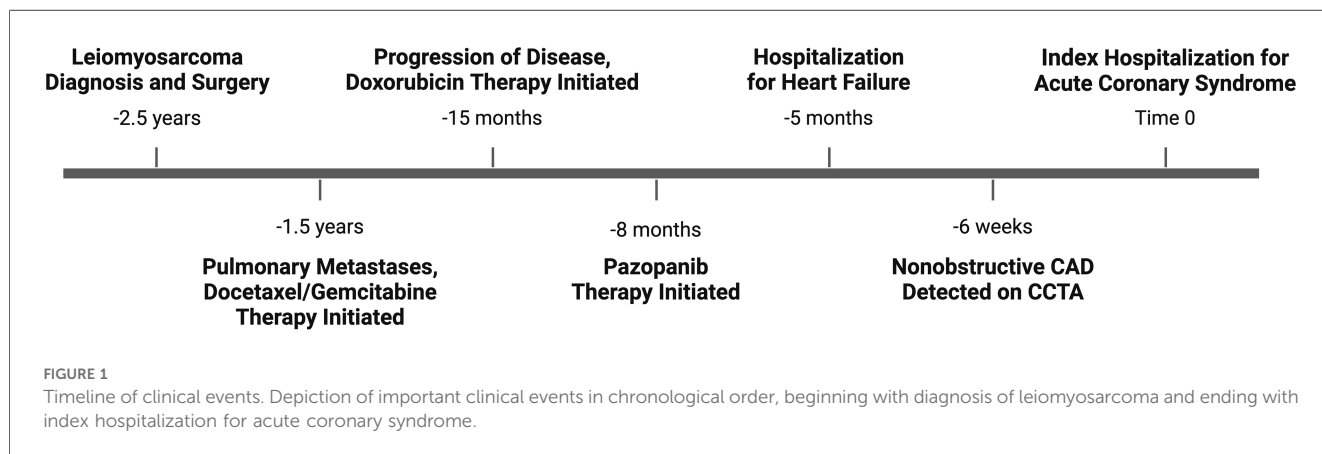 Leiomyosarcoma
Diagnosis and Surgery
-2.5 years
Progression of Disease,
Doxorubicin Therapy Initiated
-15 months
Hospitalization
for Heart Failure
-5 months
Index Hospitalization for
Acute Coronary Syndrome
Time 0
-1.5 years
Pulmonary Metastases,
Docetaxel/Gemcitabine
Therapy Initiated
-8 months
Pazopanib
Therapy Initiated
-6 weeks
Nonobstructive CAD
Detected on CCTA
FIGURE 1
Timeline of clinical events. Depiction of important clinical events in chronological order, beginning with diagnosis of leiomyosarcoma and ending with
index hospitalization for acute coronary syndrome.